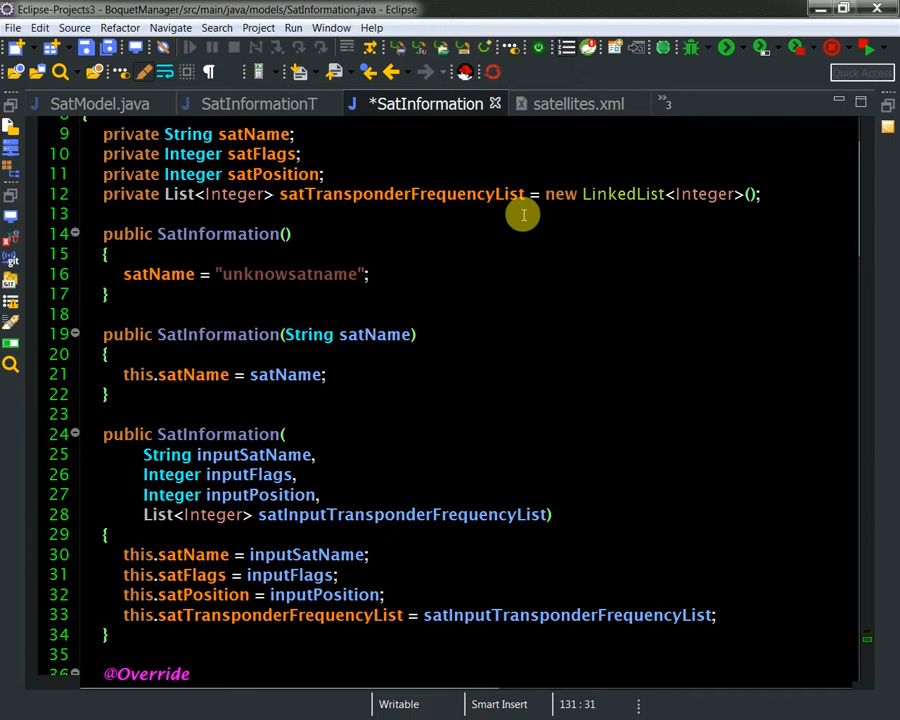 Eclipse-Projects3 - BoquetManager/src/main/java/models/SatInformation.java - Eclipse
File Edit Source Refactor Navigate Search Project Run Window Help
Quick Access
SatModel.java SatInformationT *SatInformation satellites.xml »3
9 private String satName;
10 private Integer satFlags;
11 private Integer satPosition;
12 private List<Integer> satTransponderFrequencyList = new LinkedList<Integer>();
13
14 public SatInformation()
15 {
16 satName = "unknowsatname";
17 }
18
19 public SatInformation(String satName)
20 {
21 this.satName = satName;
22 }
23
24 public SatInformation(
25 String inputSatName,
26 Integer inputFlags,
27 Integer inputPosition,
28 List<Integer> satInputTransponderFrequencyList)
29 {
30 this.satName = inputSatName;
31 this.satFlags = inputFlags;
32 this.satPosition = inputPosition;
33 this.satTransponderFrequencyList = satInputTransponderFrequencyList;
34 }
35
36 @Override
Writable Smart Insert 131 : 31